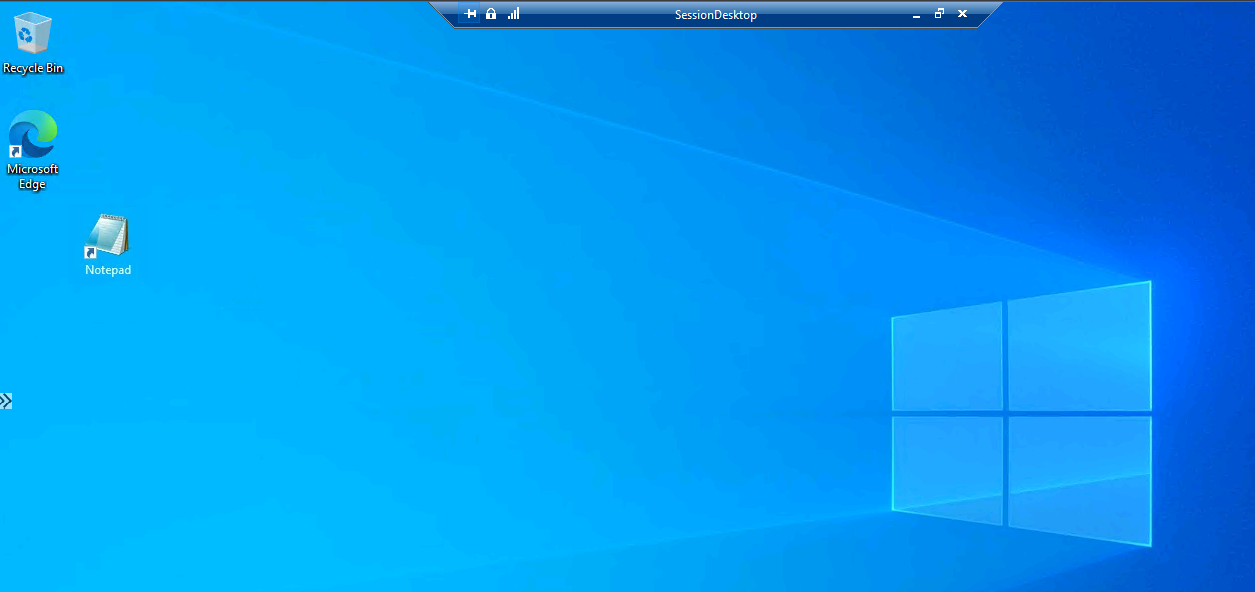 SessionDesktop
Recycle Bin
Microsoft
Edge
Notepad